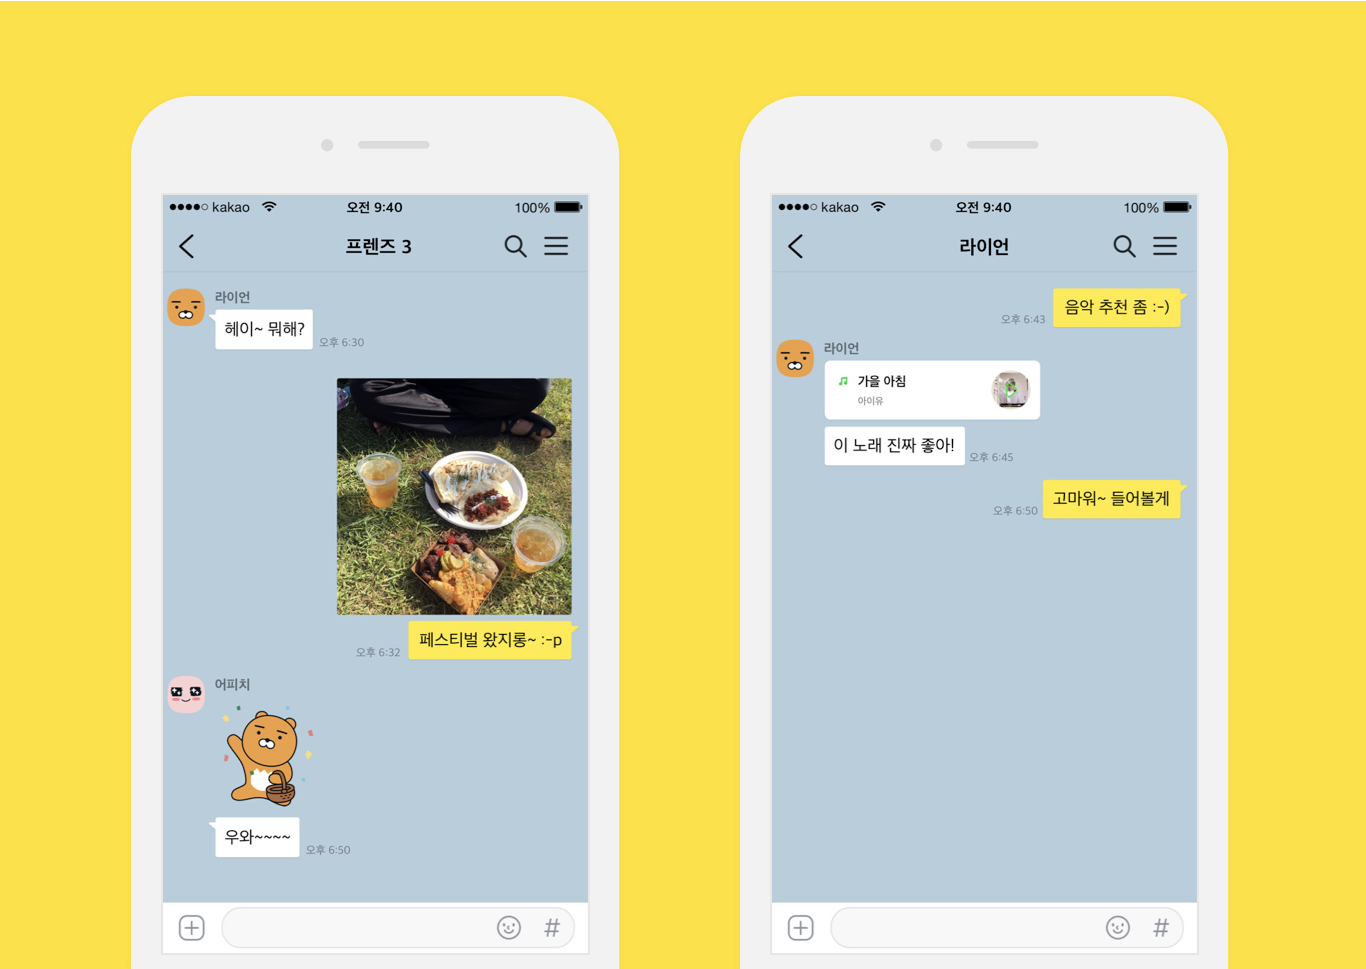 kakao 오전 9:40 100%
프렌즈 3
라이언
헤이~ 뭐해?
오후 6:30
페스티벌 왔지롱~ :-p
오후 6:32
어피치
우와~~~~
오후 6:50
kakao 오전 9:40 100%
라이언
음악 추천 좀 :-)
오후 6:43
라이언
가을 아침
아이유
이 노래 진짜 좋아!
오후 6:45
고마워~ 들어볼게
오후 6:50